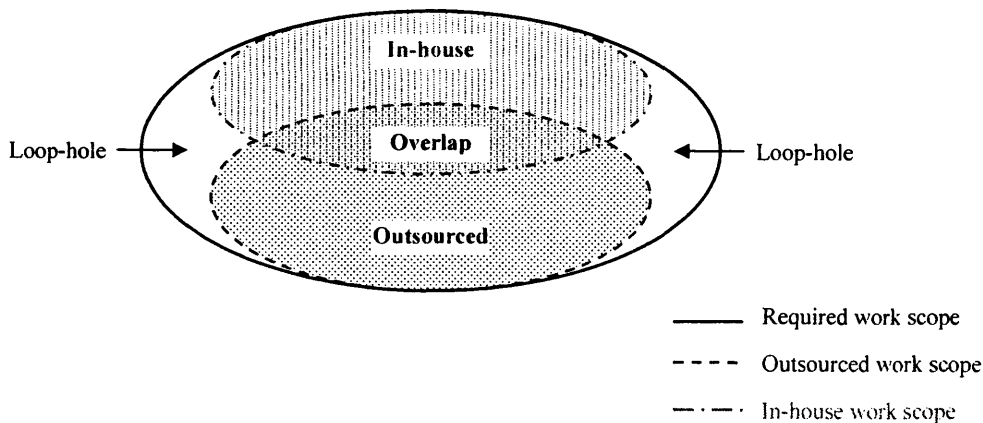 In-house
Overlap
Loop-hole
Loop-hole
Outsourced
Required work scope
Outsourced work scope
In-house work scope